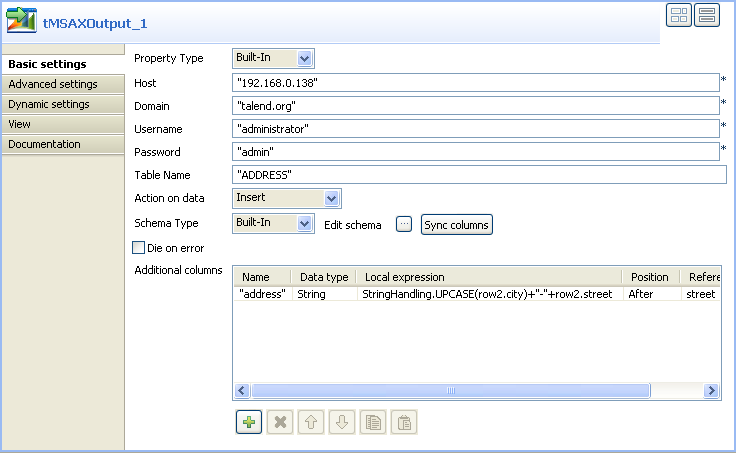 tMSAXOutput_1
Basic settings
Advanced settings
Dynamic settings
View
Documentation
Property Type Built-In
Host "192.168.0.138" *
Domain "talend.org" *
Username "administrator" *
Password "admin" *
Table Name "ADDRESS"
Action on data Insert
Schema Type Built-In Edit schema ... Sync columns
Die on error
Additional columns
Name Data type Local expression Position Refere
"address" String StringHandling.UPCASE(row2.city)+"-"+row2.street After street